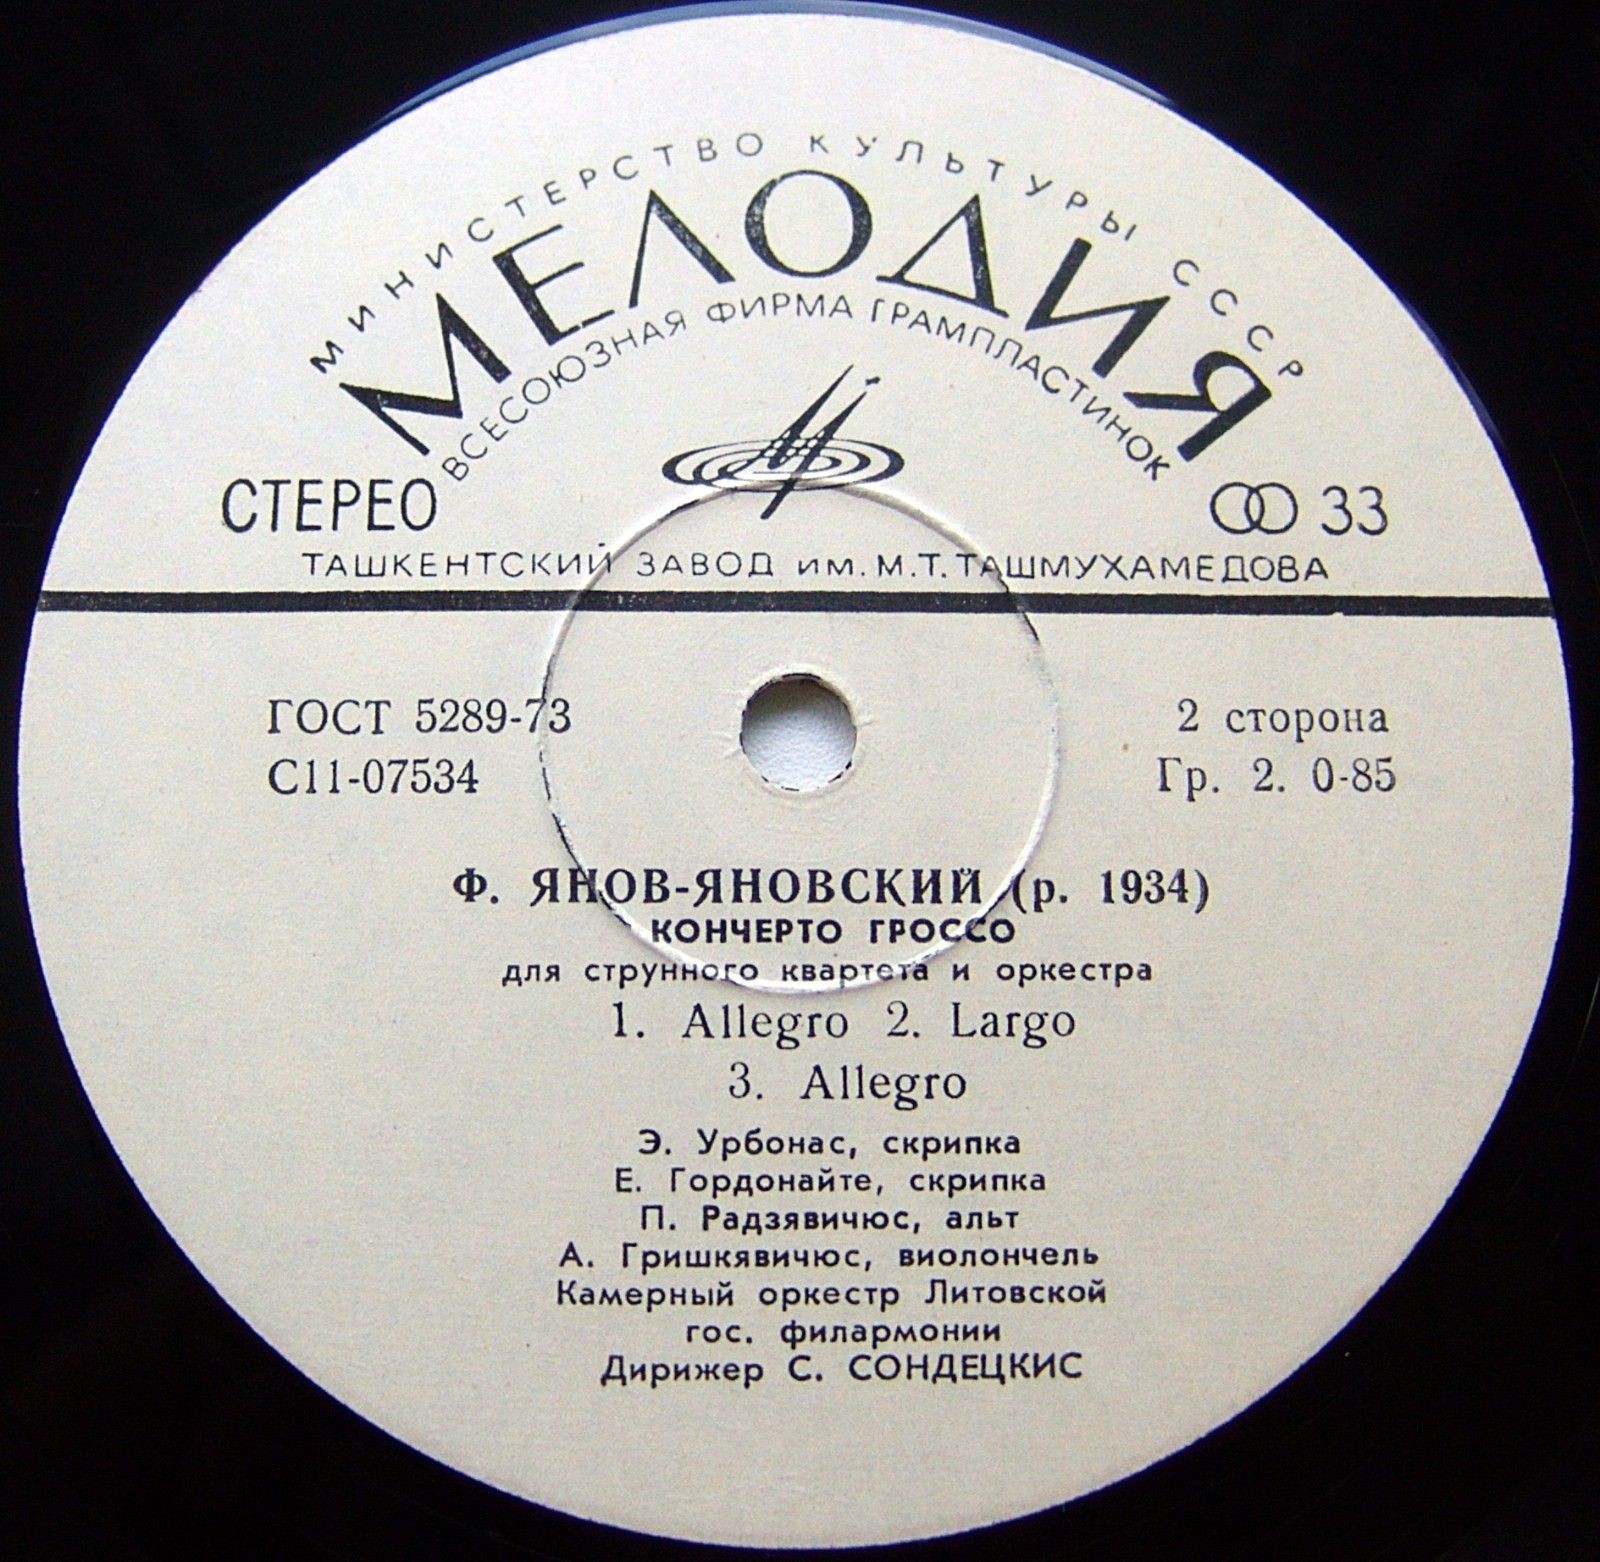 МИНИСТЕРСТВО КУЛЬТУРЫ СССР
МЕЛОДИЯ
ВСЕСОЮЗНАЯ ФИРМА ГРАМПЛАСТИНОК
СТЕРЕО
33
ТАШКЕНТСКИЙ ЗАВОД им. М.Т. ТАШМУХАМЕДОВА
ГОСТ 5289-73
2 сторона
С11-07534
Гр. 2. 0-85
Ф. ЯНОВ-ЯНОВСКИЙ (р. 1934)
КОНЧЕРТО ГРОССО
для струнного квартета и оркестра
1. Allegro 2. Largo
3. Allegro
Э. Урбонас, скрипка
Е. Гордонайте, скрипка
П. Радзявичюс, альт
А. Гришкявичюс, виолончель
Камерный оркестр Литовской
гос. филармонии
Дирижер С. СОНДЕЦКИС